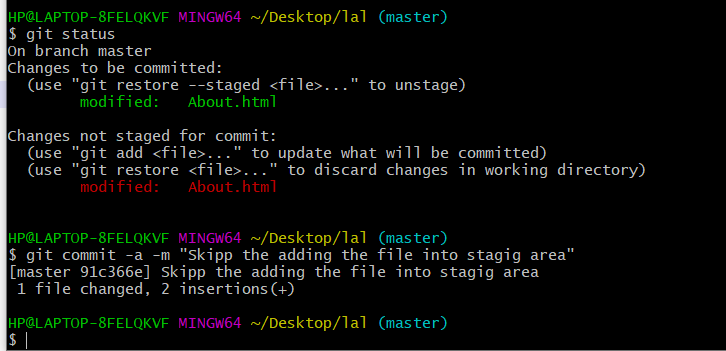 HP@LAPTOP-8FELQKVF MINGW64 ~/Desktop/lal (master)
$ git status
On branch master
Changes to be committed:
  (use "git restore --staged <file>..." to unstage)
        modified:   About.html
Changes not staged for commit:
  (use "git add <file>..." to update what will be committed)
  (use "git restore <file>..." to discard changes in working directory)
        modified:   About.html
HP@LAPTOP-8FELQKVF MINGW64 ~/Desktop/lal (master)
$ git commit -a -m "Skipp the adding the file into stagig area"
[master 91c366e] Skipp the adding the file into stagig area
 1 file changed, 2 insertions(+)
HP@LAPTOP-8FELQKVF MINGW64 ~/Desktop/lal (master)
$